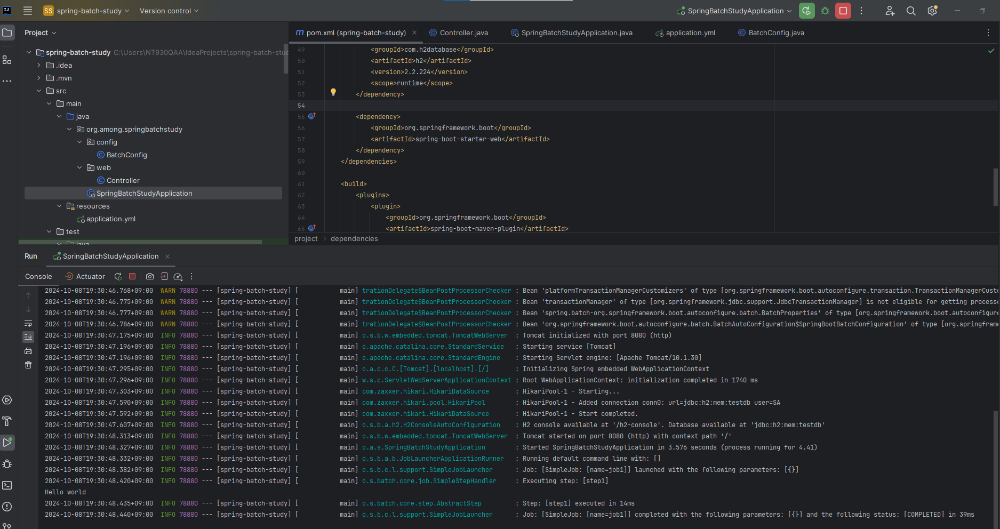 SS spring-batch-study Version control SpringBatchStudyApplication
Project
spring-batch-study C:\Users\NT930QAA\IdeaProjects\spring-batch-stud
.idea
.mvn
src
main
java
org.among.springbatchstudy
config
BatchConfig
web
Controller
SpringBatchStudyApplication
resources
application.yml
test
java
pom.xml (spring-batch-study) Controller.java SpringBatchStudyApplication.java application.yml BatchConfig.java
49 <groupId>com.h2database</groupId>
50 <artifactId>h2</artifactId>
51 <version>2.2.224</version>
52 <scope>runtime</scope>
53 </dependency>
54
55 <dependency>
56 <groupId>org.springframework.boot</groupId>
57 <artifactId>spring-boot-starter-web</artifactId>
58 </dependency>
59 </dependencies>
60
61 <build>
62 <plugins>
63 <plugin>
64 <groupId>org.springframework.boot</groupId>
65 <artifactId>spring-boot-maven-plugin</artifactId>
project > dependencies
Run SpringBatchStudyApplication
Console Actuator
2024-10-08T19:30:46.768+09:00 WARN 78880 --- [spring-batch-study] [ main] trationDelegate$BeanPostProcessorChecker : Bean 'platformTransactionManagerCustomizers' of type [org.springframework.boot.autoconfigure.transaction.TransactionManagerCusto
2024-10-08T19:30:46.775+09:00 WARN 78880 --- [spring-batch-study] [ main] trationDelegate$BeanPostProcessorChecker : Bean 'transactionManager' of type [org.springframework.jdbc.support.JdbcTransactionManager] is not eligible for getting processe
2024-10-08T19:30:46.777+09:00 WARN 78880 --- [spring-batch-study] [ main] trationDelegate$BeanPostProcessorChecker : Bean 'spring.batch-org.springframework.boot.autoconfigure.batch.BatchProperties' of type [org.springframework.boot.autoconfigure
2024-10-08T19:30:46.786+09:00 WARN 78880 --- [spring-batch-study] [ main] trationDelegate$BeanPostProcessorChecker : Bean 'org.springframework.boot.autoconfigure.batch.BatchAutoConfiguration$SpringBootBatchConfiguration' of type [org.springframe
2024-10-08T19:30:47.175+09:00 INFO 78880 --- [spring-batch-study] [ main] o.s.b.w.embedded.tomcat.TomcatWebServer : Tomcat initialized with port 8080 (http)
2024-10-08T19:30:47.196+09:00 INFO 78880 --- [spring-batch-study] [ main] o.apache.catalina.core.StandardService : Starting service [Tomcat]
2024-10-08T19:30:47.196+09:00 INFO 78880 --- [spring-batch-study] [ main] o.apache.catalina.core.StandardEngine : Starting Servlet engine: [Apache Tomcat/10.1.30]
2024-10-08T19:30:47.295+09:00 INFO 78880 --- [spring-batch-study] [ main] o.a.c.c.C.[Tomcat].[localhost].[/] : Initializing Spring embedded WebApplicationContext
2024-10-08T19:30:47.296+09:00 INFO 78880 --- [spring-batch-study] [ main] w.s.c.ServletWebServerApplicationContext : Root WebApplicationContext: initialization completed in 1740 ms
2024-10-08T19:30:47.303+09:00 INFO 78880 --- [spring-batch-study] [ main] com.zaxxer.hikari.HikariDataSource : HikariPool-1 - Starting...
2024-10-08T19:30:47.590+09:00 INFO 78880 --- [spring-batch-study] [ main] com.zaxxer.hikari.pool.HikariPool : HikariPool-1 - Added connection conn0: url=jdbc:h2:mem:testdb user=SA
2024-10-08T19:30:47.592+09:00 INFO 78880 --- [spring-batch-study] [ main] com.zaxxer.hikari.HikariDataSource : HikariPool-1 - Start completed.
2024-10-08T19:30:47.607+09:00 INFO 78880 --- [spring-batch-study] [ main] o.s.b.a.h2.H2ConsoleAutoConfiguration : H2 console available at '/h2-console'. Database available at 'jdbc:h2:mem:testdb'
2024-10-08T19:30:48.313+09:00 INFO 78880 --- [spring-batch-study] [ main] o.s.b.w.embedded.tomcat.TomcatWebServer : Tomcat started on port 8080 (http) with context path '/'
2024-10-08T19:30:48.327+09:00 INFO 78880 --- [spring-batch-study] [ main] o.a.s.SpringBatchStudyApplication : Started SpringBatchStudyApplication in 3.576 seconds (process running for 4.41)
2024-10-08T19:30:48.332+09:00 INFO 78880 --- [spring-batch-study] [ main] o.s.b.a.b.JobLauncherApplicationRunner : Running default command line with: []
2024-10-08T19:30:48.382+09:00 INFO 78880 --- [spring-batch-study] [ main] o.s.b.c.l.support.SimpleJobLauncher : Job: [SimpleJob: [name=job1]] launched with the following parameters: [{}]
2024-10-08T19:30:48.420+09:00 INFO 78880 --- [spring-batch-study] [ main] o.s.batch.core.job.SimpleStepHandler : Executing step: [step1]
Hello world
2024-10-08T19:30:48.435+09:00 INFO 78880 --- [spring-batch-study] [ main] o.s.batch.core.step.AbstractStep : Step: [step1] executed in 14ms
2024-10-08T19:30:48.440+09:00 INFO 78880 --- [spring-batch-study] [ main] o.s.b.c.l.support.SimpleJobLauncher : Job: [SimpleJob: [name=job1]] completed with the following parameters: [{}] and the following status: [COMPLETED] in 39ms